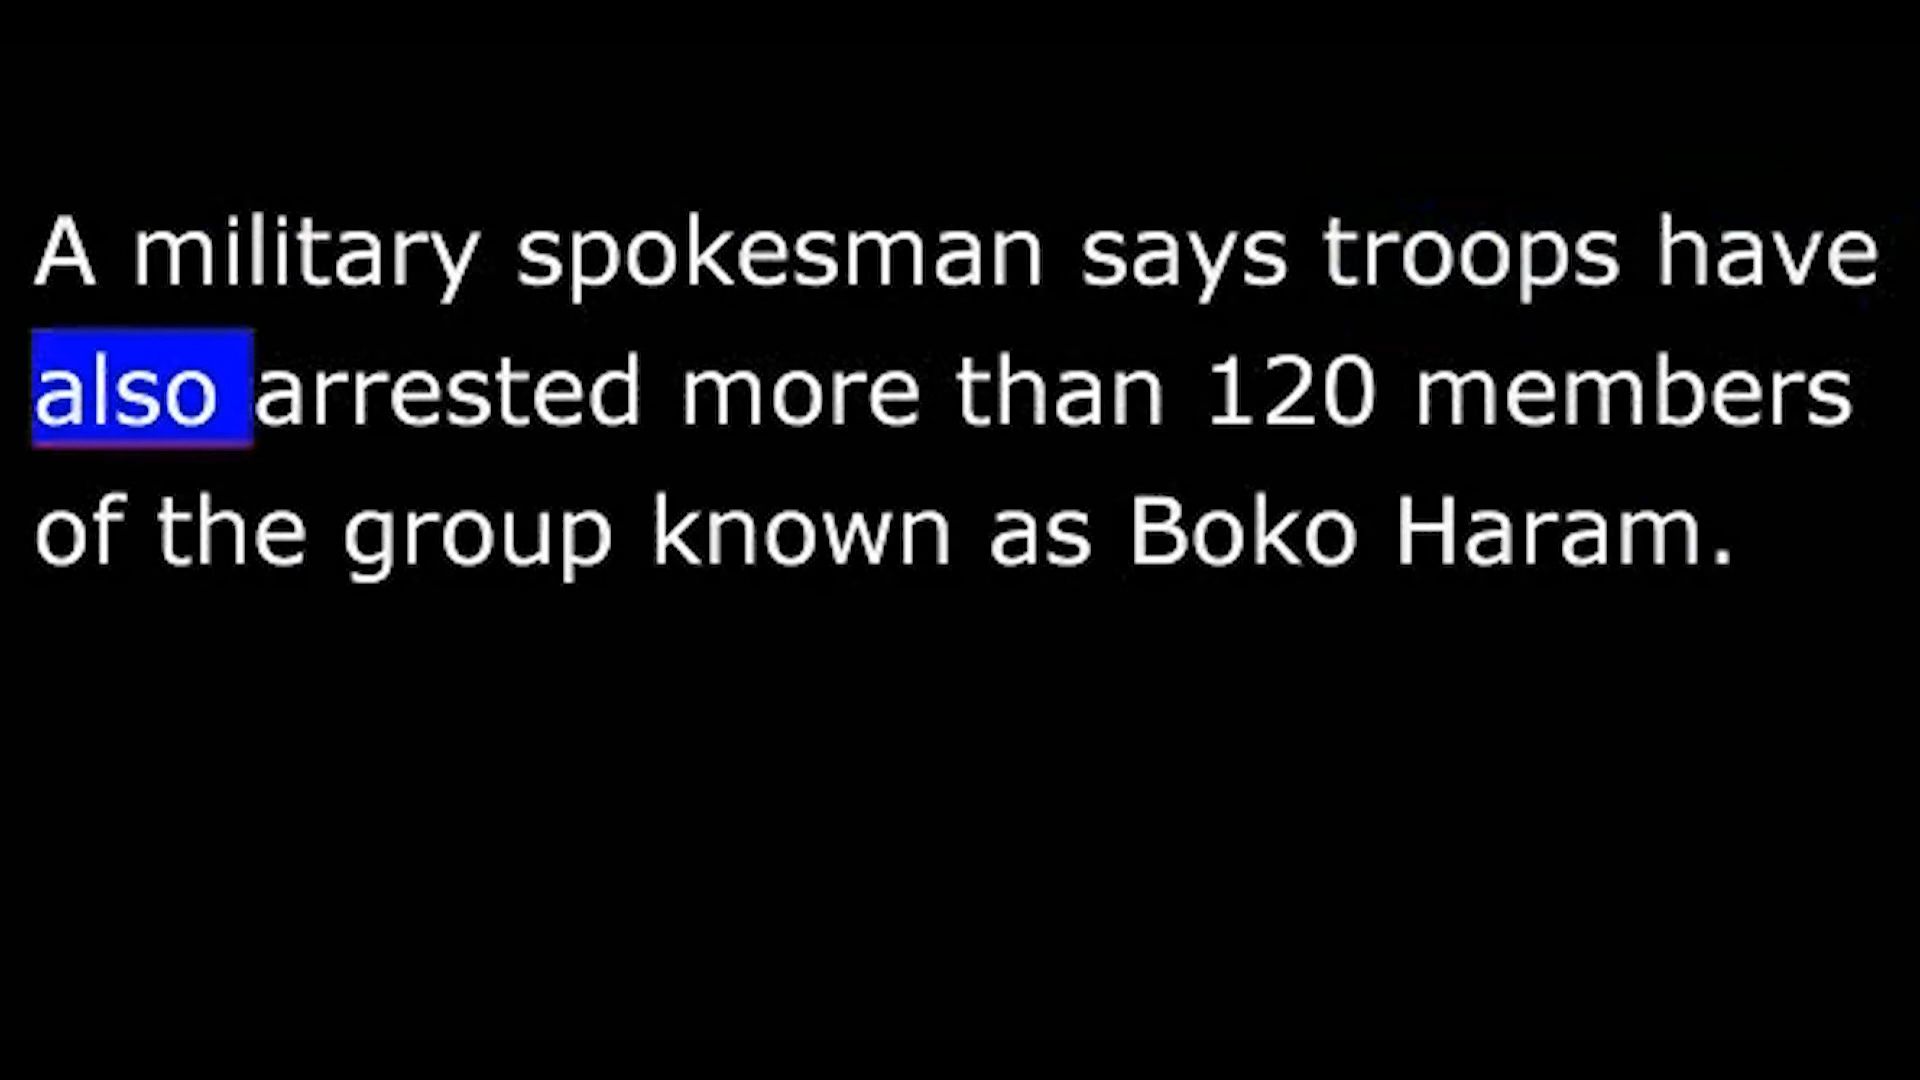 A military spokesman says troops have
also arrested more than 120 members
of the group known as Boko Haram.